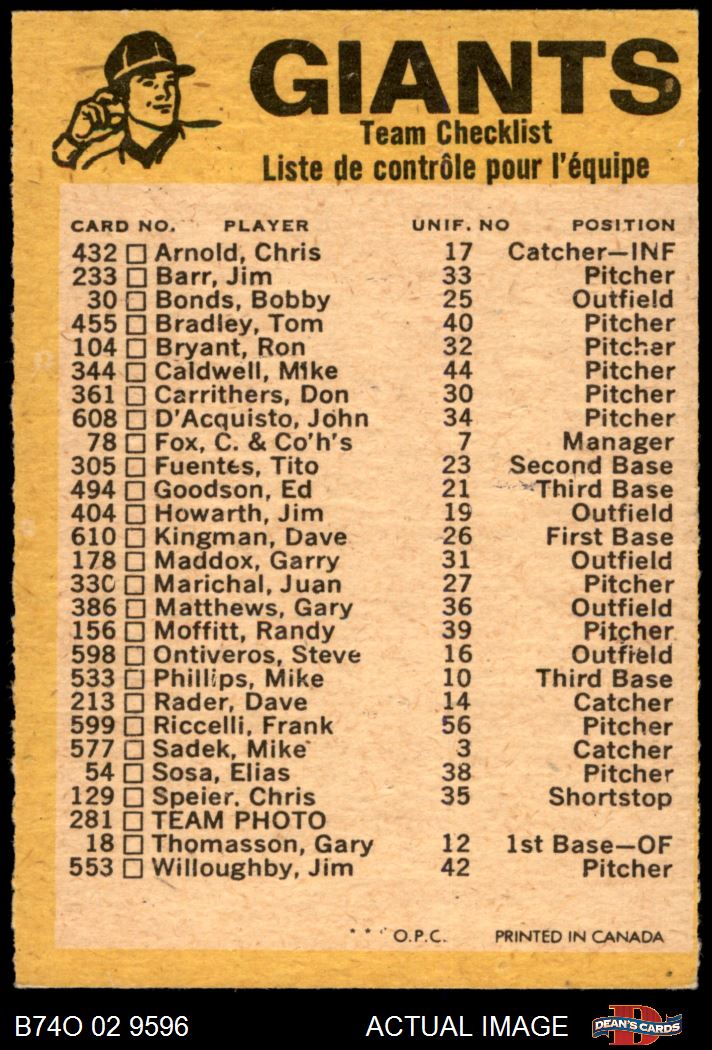 GIANTS
Team Checklist
Liste de contrôle pour l'équipe
CARD NO. PLAYER UNIF. NO POSITION
432 Arnold, Chris 17 Catcher—INF
233 Barr, Jim 33 Pitcher
30 Bonds, Bobby 25 Outfield
455 Bradley, Tom 40 Pitcher
104 Bryant, Ron 32 Pitcher
344 Caldwell, Mike 44 Pitcher
361 Carrithers, Don 30 Pitcher
608 D'Acquisto, John 34 Pitcher
78 Fox, C. & Co'h's 7 Manager
305 Fuentes, Tito 23 Second Base
494 Goodson, Ed 21 Third Base
404 Howarth, Jim 19 Outfield
610 Kingman, Dave 26 First Base
178 Maddox, Garry 31 Outfield
330 Marichal, Juan 27 Pitcher
386 Matthews, Gary 36 Outfield
156 Moffitt, Randy 39 Pitcher
598 Ontiveros, Steve 16 Outfield
533 Phillips, Mike 10 Third Base
213 Rader, Dave 14 Catcher
599 Riccelli, Frank 56 Pitcher
577 Sadek, Mike 3 Catcher
54 Sosa, Elias 38 Pitcher
129 Speier, Chris 35 Shortstop
281 TEAM PHOTO
18 Thomasson, Gary 12 1st Base—OF
553 Willoughby, Jim 42 Pitcher
* * * O.P.C. PRINTED IN CANADA
B74O 02 9596 ACTUAL IMAGE DEAN'S CARDS